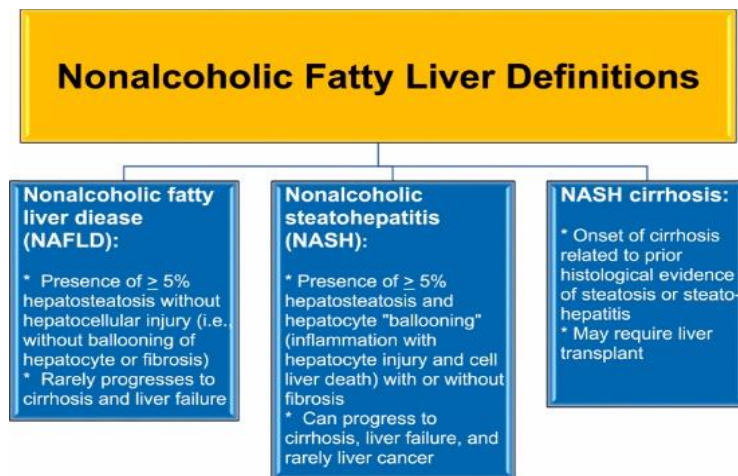 Nonalcoholic Fatty Liver Definitions
Nonalcoholic fatty
liver diease
(NAFLD):
* Presence of ≥ 5%
hepatosteatosis without
hepatocellular injury (i.e.,
without ballooning of
hepatocyte or fibrosis)
* Rarely progresses to
cirrhosis and liver failure
Nonalcoholic
steatohepatitis
(NASH):
* Presence of ≥ 5%
hepatosteatosis and
hepatocyte "ballooning"
(inflammation with
hepatocyte injury and cell
liver death) with or without
fibrosis
* Can progress to
cirrhosis, liver failure, and
rarely liver cancer
NASH cirrhosis:
* Onset of cirrhosis
related to prior
histological evidence
of steatosis or steato-
hepatitis
* May require liver
transplant